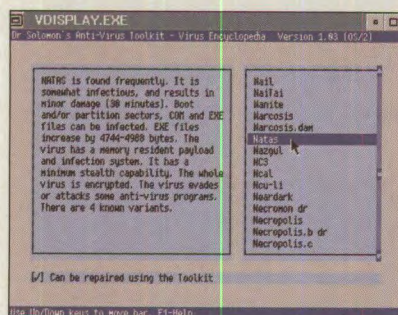 VDISPLAY.EXE
Dr Solomon's Anti-Virus Toolkit - Virus Encyclopedia Version 1.03 (OS/2)
NATAS is found frequently. It is
somewhat infectious, and results in
minor damage (30 minutes). Boot
and/or partition sectors, COM and EXE
files can be infected. EXE files
increase by 4744-4988 bytes. The
virus has a memory resident payload
and infection system. It has a
minimum stealth capability. The whole
virus is encrypted. The virus evades
or attacks some anti-virus programs.
There are 4 known variants.
Nail
NaiTai
Nanite
Narcosis
Narcosis.dam
Natas
Nazgul
NC3
Ncal
Ncu-li
Neardark
Necromon dr
Necropolis
Necropolis.b dr
Necropolis.c
[√] Can be repaired using the Toolkit
Use Up/Down keys to move bar F1-Help